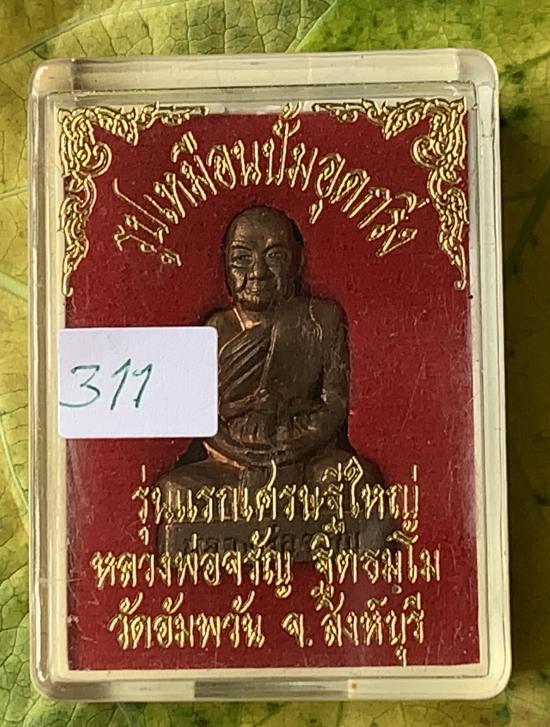 รูปเหมือนปั้มอุดกริ่ง
311
รุ่นแรกเศรษฐีใหญ่
หลวงพ่อจรัญ ฐิตธมฺโม
วัดอัมพวัน จ. สิงห์บุรี